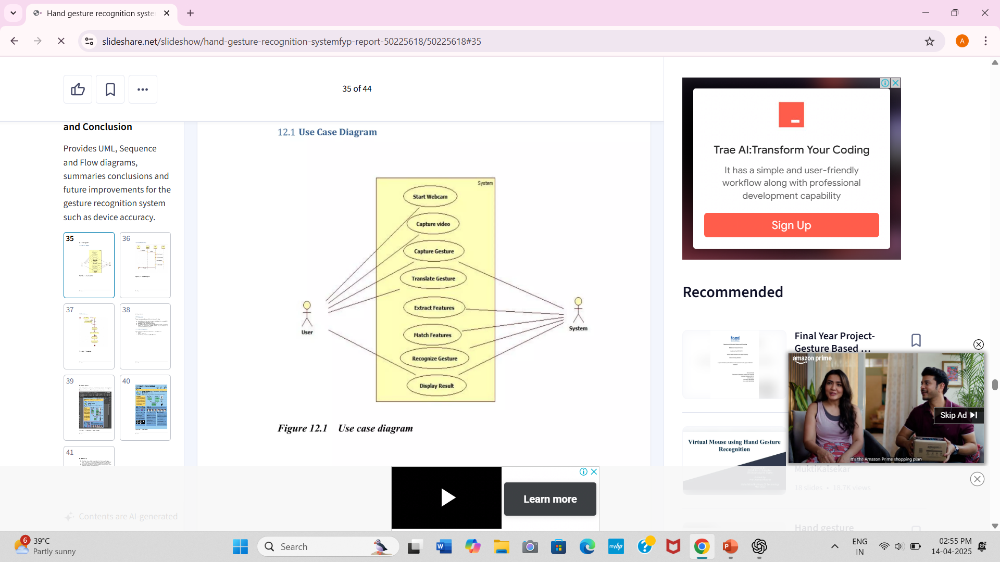 Hand gesture recognition syste
slideshare.net/slideshow/hand-gesture-recognition-systemfyp-report-50225618/50225618#35
A
35 of 44
and Conclusion
Provides UML, Sequence
and Flow diagrams,
summaries conclusions and
future improvements for the
gesture recognition system
such as device accuracy.
35
36
37
38
39
40
41
Contents are AI-generated
12.1 Use Case Diagram
System
Start Webcam
Capture video
Capture Gesture
Translate Gesture
Extract Features
Match Features
Recognize Gesture
Display Result
User
System
Figure 12.1 Use case diagram
Learn more
Trae AI:Transform Your Coding
It has a simple and user-friendly
workflow along with professional
development capability
Sign Up
Recommended
Brunel
Final Year Project-
Gesture Based ...
amazon prime
Skip Ad
It's the Amazon Prime shopping plan
Virtual Mouse using Hand Gesture
Recognition
MuktiKalsekar
18 slides • 18.7K views
Hand gesture
6
39°C
Partly sunny
Search
W
myhp
?
P
ENG
IN
02:55 PM
14-04-2025